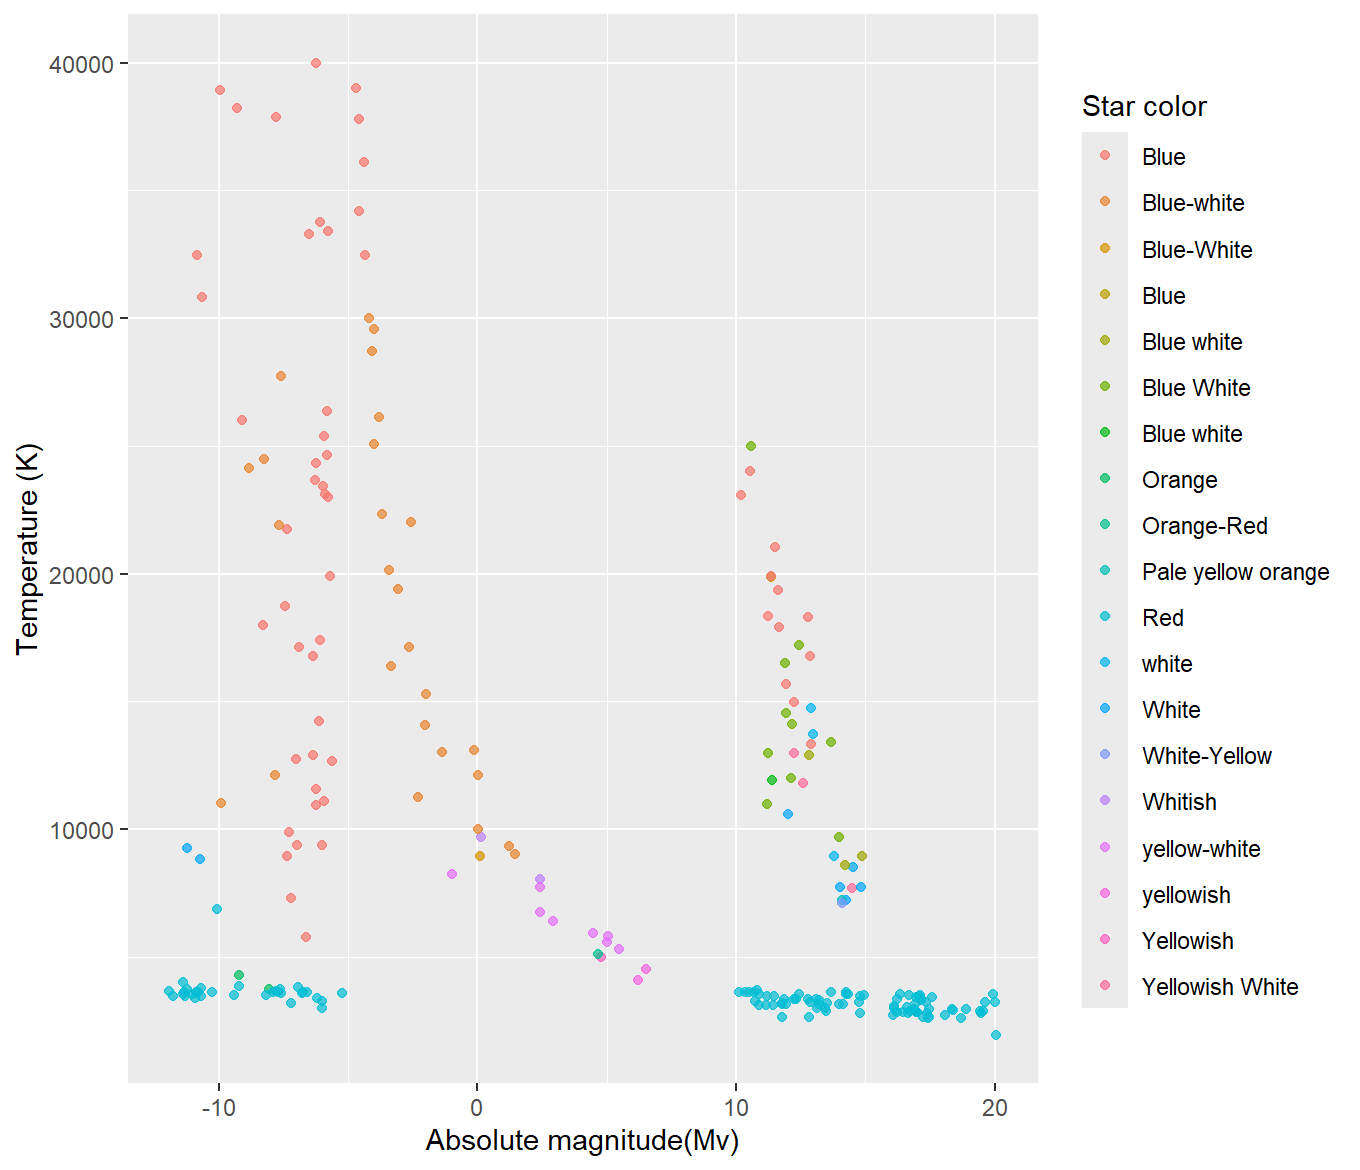 Star color
Blue
Blue-white
Blue-White
Blue
Blue white
Blue White
Blue white
Orange
Orange-Red
Pale yellow orange
Red
white
White
White-Yellow
Whitish
yellow-white
yellowish
Yellowish
Yellowish White
Temperature (K)
40000
30000
20000
10000
-10
0
10
20
Absolute magnitude(Mv)